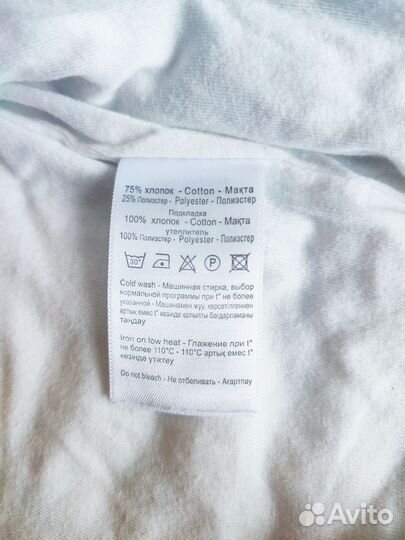 75% хлопок - Cotton - Мақта
25% Полиэстер - Polyester - Полиэстер
Подкладка
100% хлопок - Cotton - Мақта
утеплитель
100% Полиэстер - Polyester - Полиэстер
30°
P
Cold wash - Машинная стирка, выбор
нормальной программы при t° не более
указанной - Машинамен жуу, көрсетілгеннен
артық емес t° кезінде қалыпты бағдарламаны
таңдау
Iron on low heat - Глажение при t°
не более 110°C - 110°C артық емес t°
кезінде үтіктеу
Do not bleach - Не отбеливать - Ағартпау
Avito